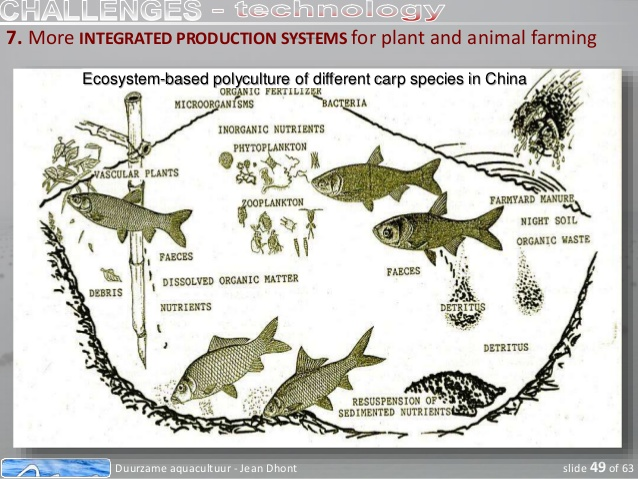 CHALLENGES - technology
7. More INTEGRATED PRODUCTION SYSTEMS for plant and animal farming
Ecosystem-based polyculture of different carp species in China
ORGANIC FERTILIZER
MICROORGANISMS
BACTERIA
INORGANIC NUTRIENTS
PHYTOPLANKTON
VASCULAR PLANTS
ZOOPLANKTON
FARMYARD MANURE
NIGHT SOIL
ORGANIC WASTE
FAECES
FAECES
DISSOLVED ORGANIC MATTER
DEBRIS
NUTRIENTS
DETRITUS
DETRITUS
RESUSPENSION OF
SEDIMENTED NUTRIENTS
Duurzame aquacultuur - Jean Dhont
slide 49 of 63